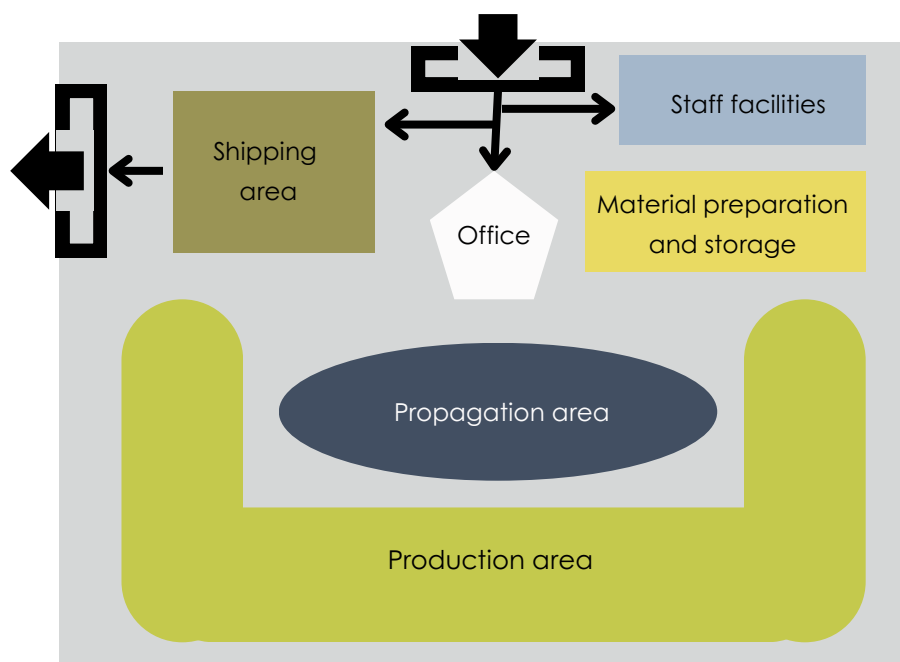 Staff facilities
Shipping
area
Material preparation
and storage
Office
Propagation area
Production area